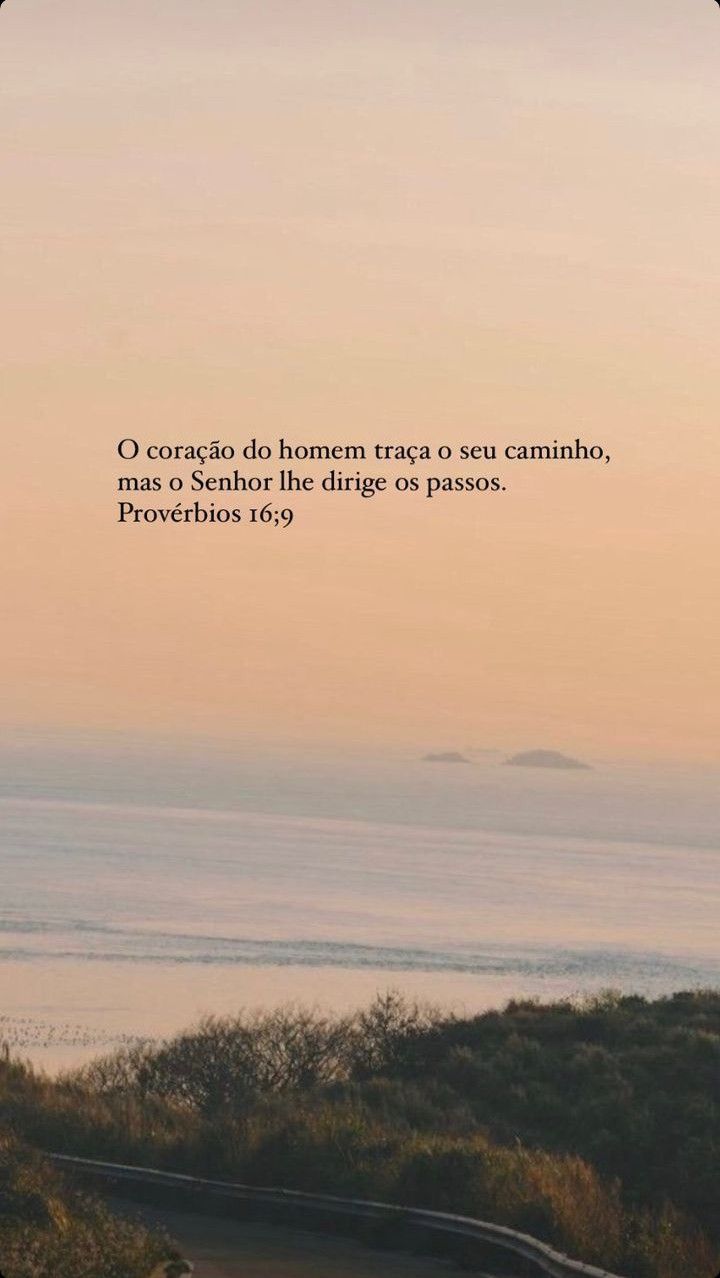 O coração do homem traça o seu caminho,
mas o Senhor lhe dirige os passos.
Provérbios 16;9